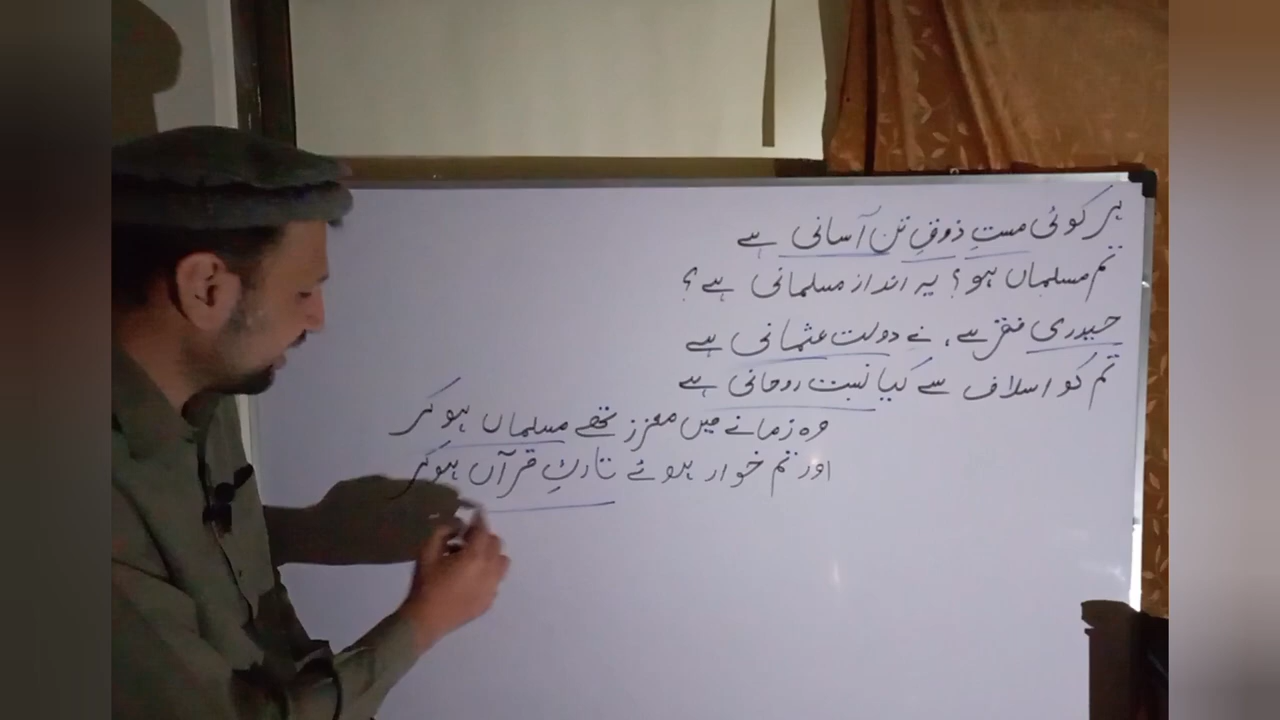 ہر کوئی مستِ ذوقِ تن آسانی ہے
تم مسلماں ہو؟ یہ انداز مسلمانی ہے؟
حیدری فقر ہے، نے دولت عثمانی ہے
تم کو اسلاف سے کیا نسبت روحانی ہے
وہ زمانے میں معزز تھے مسلماں ہو کر
اور تم خوار ہوئے تارکِ قرآں ہو کر